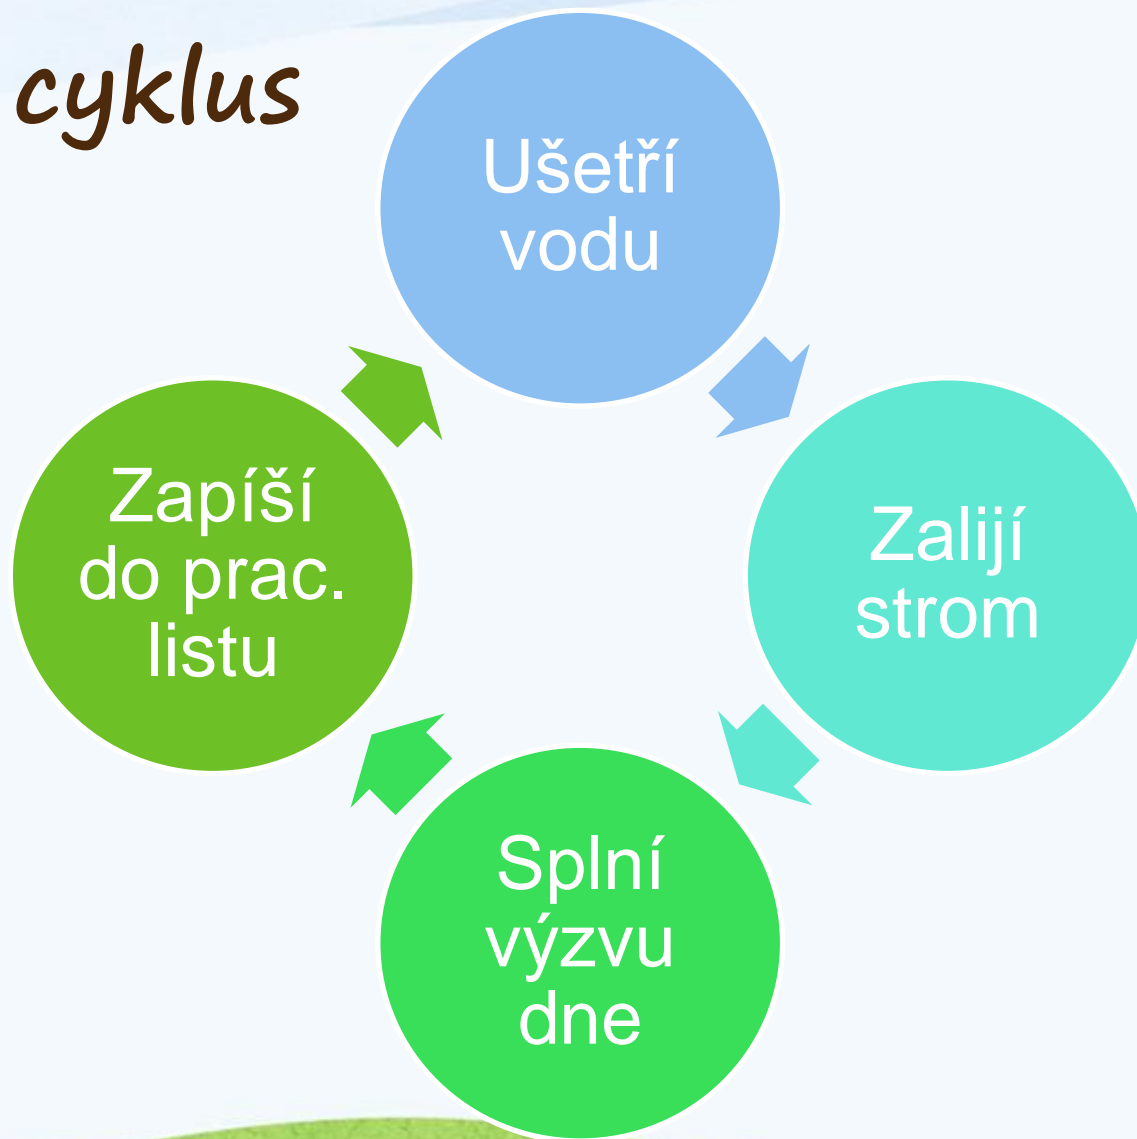 cyklus
Ušetří
vodu
Zalijí
strom
Splní
výzvu
dne
Zapíší
do prac.
listu